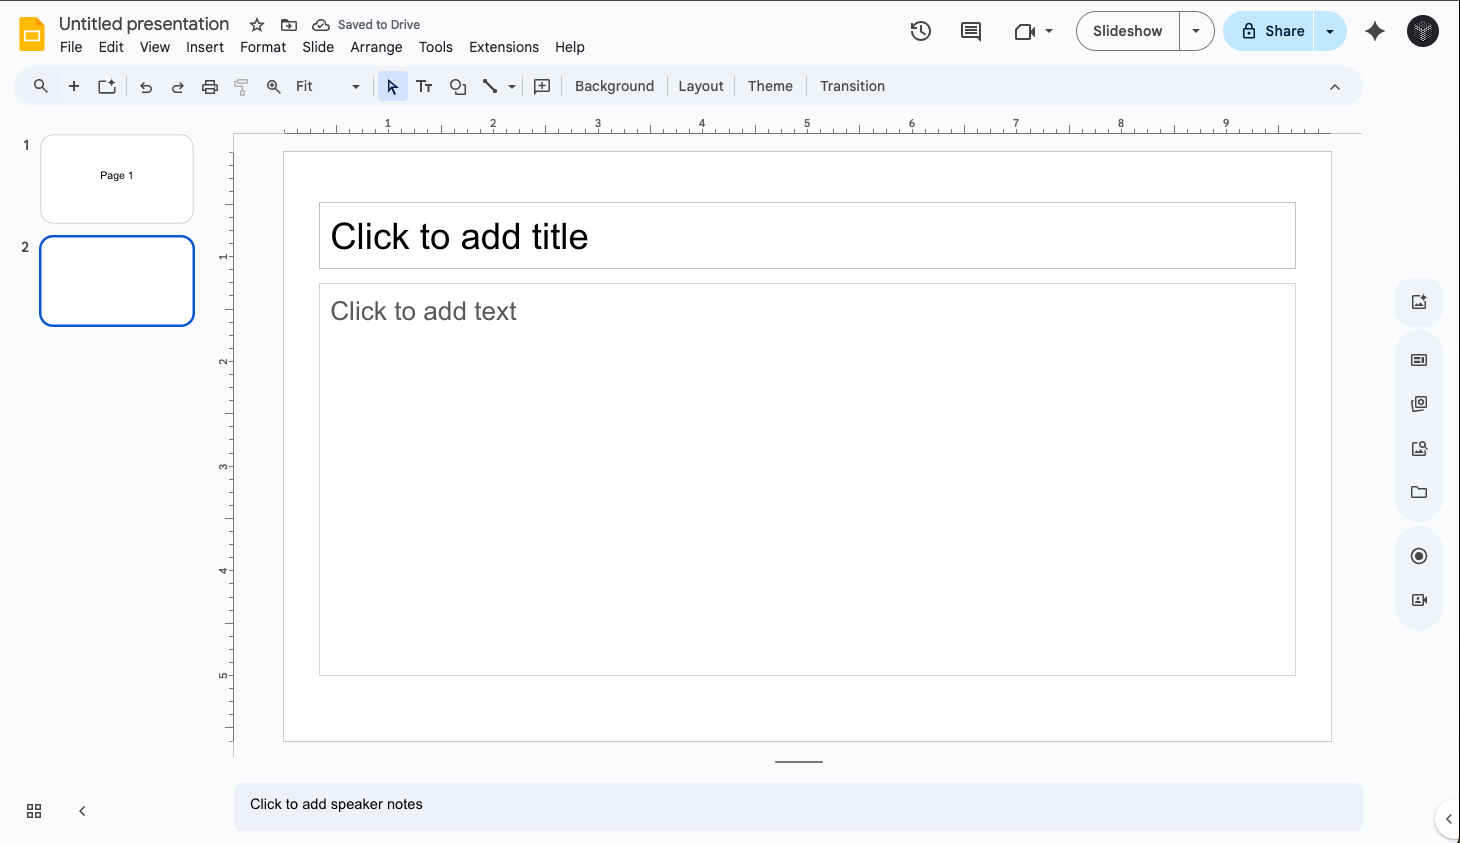 Untitled presentation
Saved to Drive
File Edit View Insert Format Slide Arrange Tools Extensions Help
Slideshow
Share
Fit
Background
Layout
Theme
Transition
1 2 3 4 5 6 7 8 9
1
Page 1
2
1
2
3
4
5
Click to add title
Click to add text
Click to add speaker notes